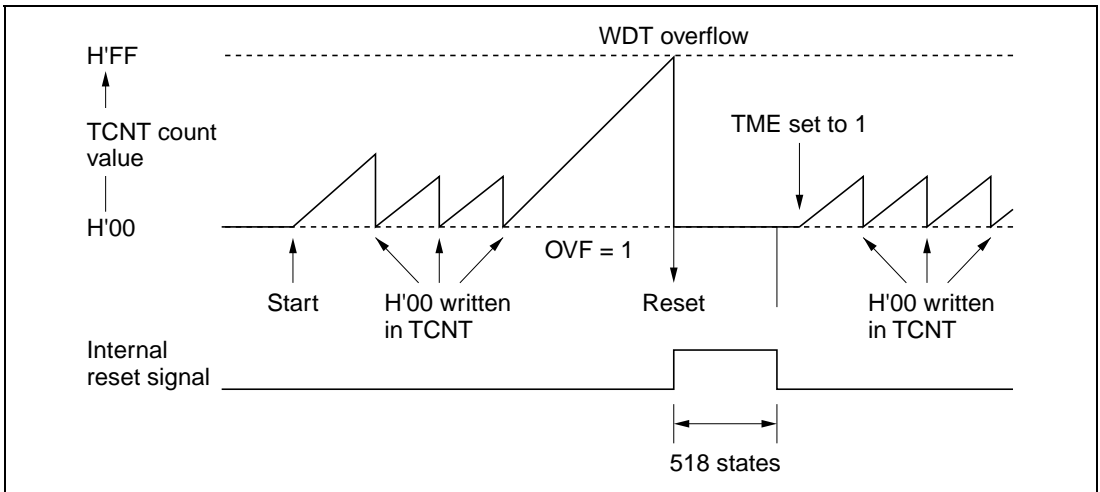 WDT overflow
H'FF
TME set to 1
TCNT count
value
H'00
OVF = 1
Start
H'00 written
in TCNT
Reset
H'00 written
in TCNT
Internal
reset signal
518 states